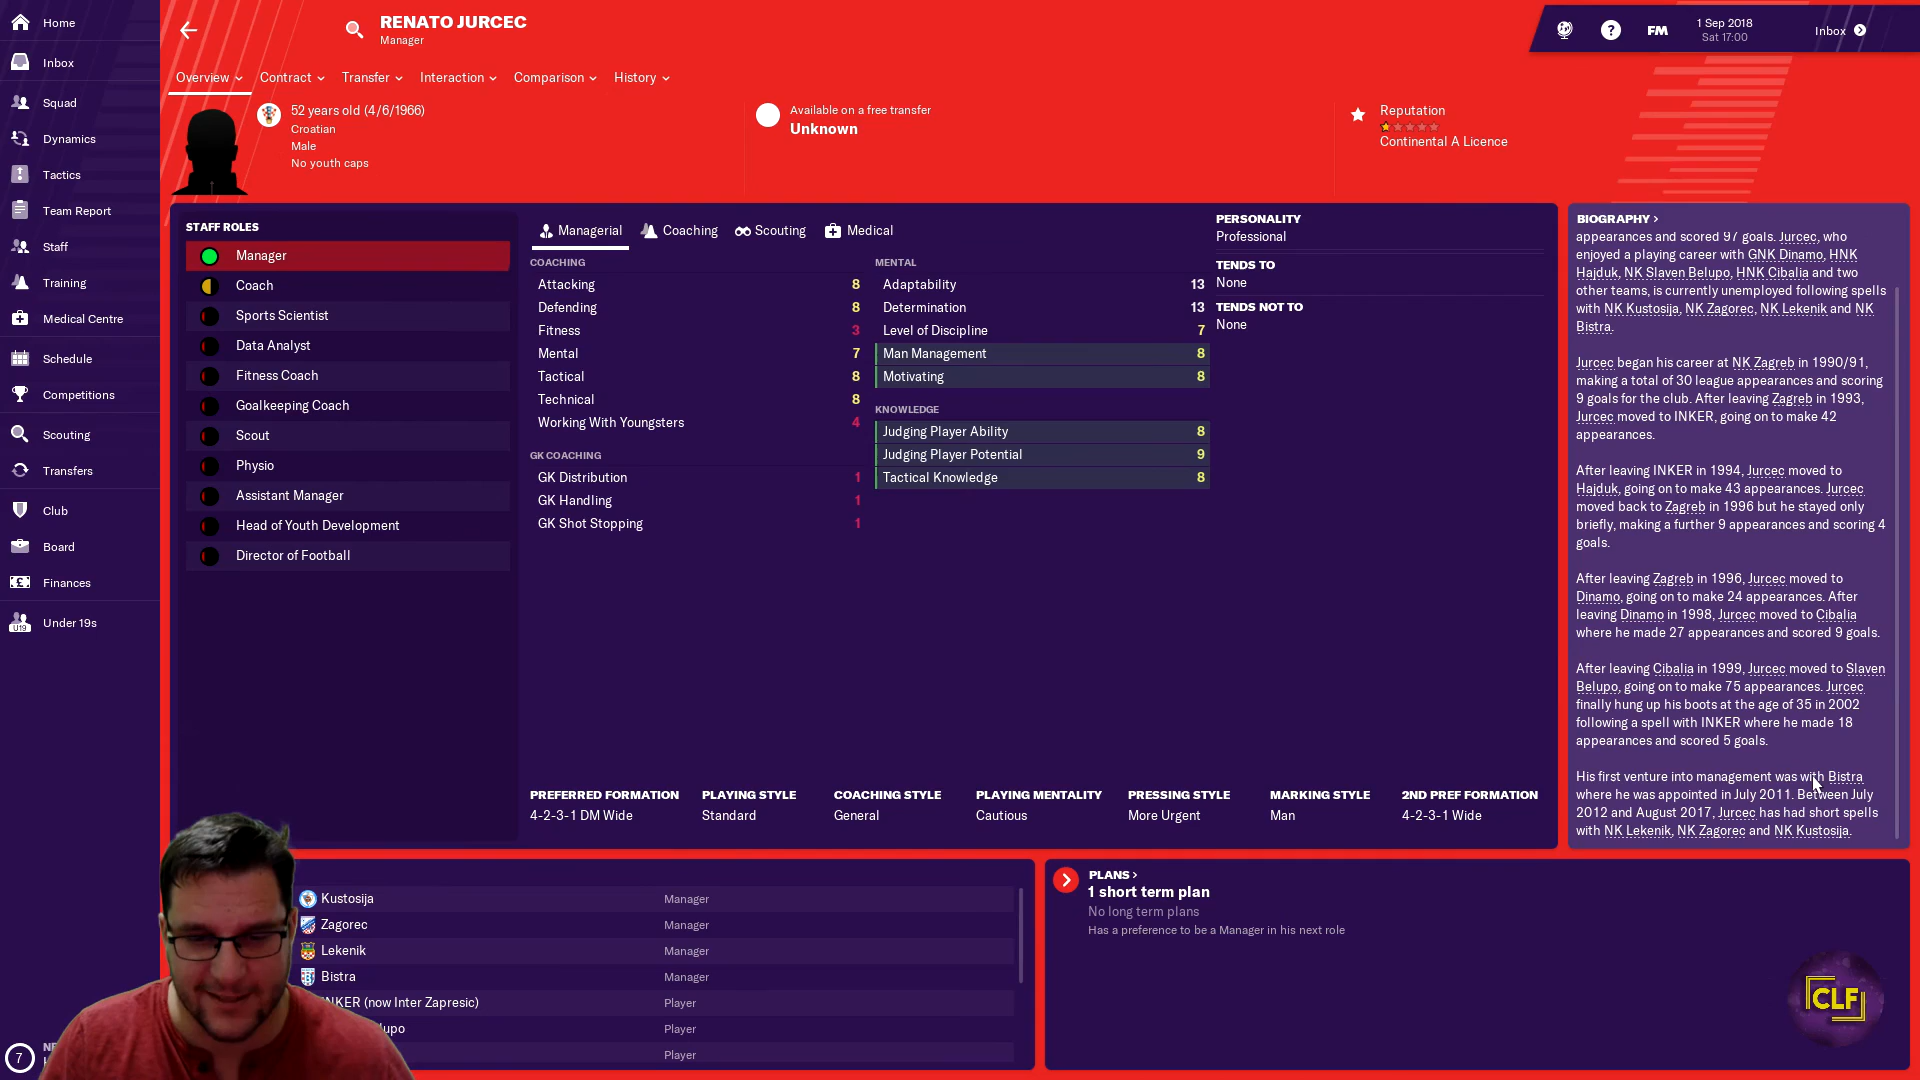 Home
Inbox
Squad
Dynamics
Tactics
Team Report
Staff
Training
Medical Centre
Schedule
Competitions
Scouting
Transfers
Club
Board
Finances
U19
Under 19s
7
RENATO JURCEC
Manager
?
FM
1 Sep 2018
Sat 17:00
Inbox
Overview
Contract
Transfer
Interaction
Comparison
History
52 years old (4/6/1966)
Croatian
Male
No youth caps
Available on a free transfer
Unknown
Reputation
Continental A Licence
STAFF ROLES
Manager
Coach
Sports Scientist
Data Analyst
Fitness Coach
Goalkeeping Coach
Scout
Physio
Assistant Manager
Head of Youth Development
Director of Football
Managerial
Coaching
Scouting
Medical
COACHING
Attacking 8
Defending 8
Fitness 3
Mental 7
Tactical 8
Technical 8
Working With Youngsters 4
GK COACHING
GK Distribution 1
GK Handling 1
GK Shot Stopping 1
MENTAL
Adaptability 13
Determination 13
Level of Discipline 7
Man Management 8
Motivating 8
KNOWLEDGE
Judging Player Ability 8
Judging Player Potential 9
Tactical Knowledge 8
PERSONALITY
Professional
TENDS TO
None
TENDS NOT TO
None
PREFERRED FORMATION
4-2-3-1 DM Wide
PLAYING STYLE
Standard
COACHING STYLE
General
PLAYING MENTALITY
Cautious
PRESSING STYLE
More Urgent
MARKING STYLE
Man
2ND PREF FORMATION
4-2-3-1 Wide
BIOGRAPHY >
appearances and scored 97 goals. Jurcec, who
enjoyed a playing career with GNK Dinamo, HNK
Hajduk, NK Slaven Belupo, HNK Cibalia and two
other teams, is currently unemployed following spells
with NK Kustosija, NK Zagorec, NK Lekenik and NK
Bistra.
Jurcec began his career at NK Zagreb in 1990/91,
making a total of 30 league appearances and scoring
9 goals for the club. After leaving Zagreb in 1993,
Jurcec moved to INKER, going on to make 42
appearances.
After leaving INKER in 1994, Jurcec moved to
Hajduk, going on to make 43 appearances. Jurcec
moved back to Zagreb in 1996 but he stayed only
briefly, making a further 9 appearances and scoring 4
goals.
After leaving Zagreb in 1996, Jurcec moved to
Dinamo, going on to make 24 appearances. After
leaving Dinamo in 1998, Jurcec moved to Cibalia
where he made 27 appearances and scored 9 goals.
After leaving Cibalia in 1999, Jurcec moved to Slaven
Belupo, going on to make 75 appearances. Jurcec
finally hung up his boots at the age of 35 in 2002
following a spell with INKER where he made 18
appearances and scored 5 goals.
His first venture into management was with Bistra
where he was appointed in July 2011. Between July
2012 and August 2017, Jurcec has had short spells
with NK Lekenik, NK Zagorec and NK Kustosija.
Kustosija Manager
Zagorec Manager
Lekenik Manager
Bistra Manager
INKER (now Inter Zapresic) Player
Player
Player
PLANS >
1 short term plan
No long term plans
Has a preference to be a Manager in his next role
CLF